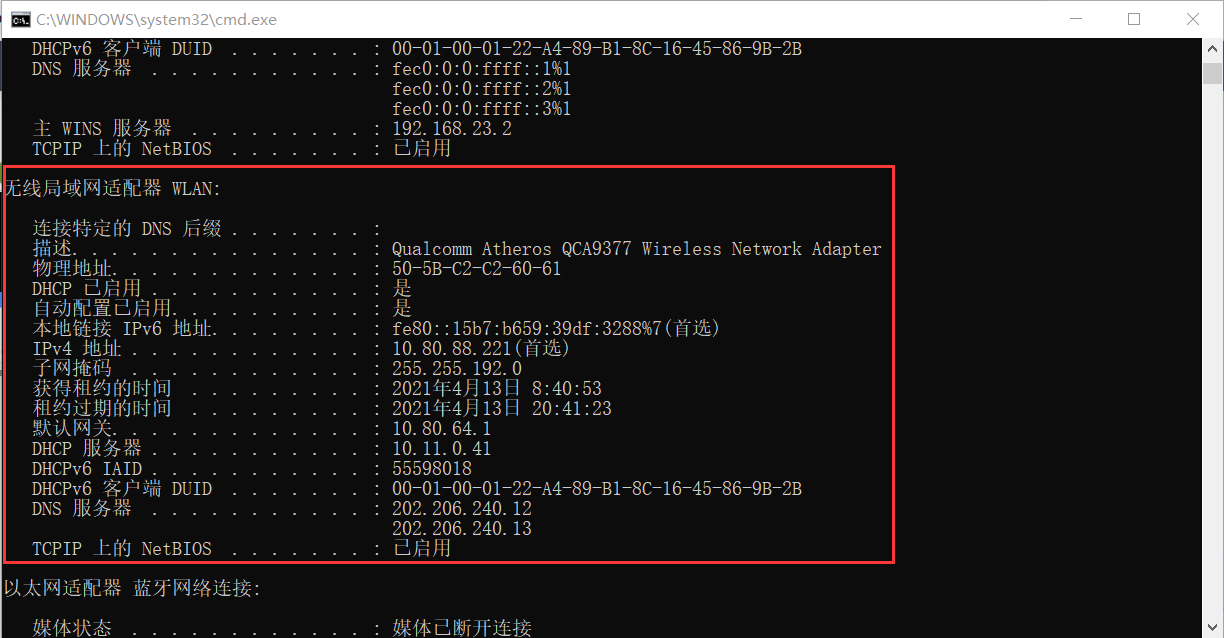 C:\WINDOWS\system32\cmd.exe
DHCPv6 客户端 DUID . . . . . . . : 00-01-00-01-22-A4-89-B1-8C-16-45-86-9B-2B
DNS 服务器 . . . . . . . . . . . : fec0:0:0:ffff::1%1
fec0:0:0:ffff::2%1
fec0:0:0:ffff::3%1
主 WINS 服务器 . . . . . . . . . : 192.168.23.2
TCPIP 上的 NetBIOS . . . . . . . : 已启用
无线局域网适配器 WLAN:
连接特定的 DNS 后缀 . . . . . . . :
描述. . . . . . . . . . . . . . . : Qualcomm Atheros QCA9377 Wireless Network Adapter
物理地址. . . . . . . . . . . . . : 50-5B-C2-C2-60-61
DHCP 已启用 . . . . . . . . . . . : 是
自动配置已启用. . . . . . . . . . : 是
本地链接 IPv6 地址. . . . . . . . : fe80::15b7:b659:39df:3288%7(首选)
IPv4 地址 . . . . . . . . . . . . : 10.80.88.221(首选)
子网掩码 . . . . . . . . . . . . : 255.255.192.0
获得租约的时间 . . . . . . . . . : 2021年4月13日 8:40:53
租约过期的时间 . . . . . . . . . : 2021年4月13日 20:41:23
默认网关. . . . . . . . . . . . . : 10.80.64.1
DHCP 服务器 . . . . . . . . . . . : 10.11.0.41
DHCPv6 IAID . . . . . . . . . . . : 55598018
DHCPv6 客户端 DUID . . . . . . . : 00-01-00-01-22-A4-89-B1-8C-16-45-86-9B-2B
DNS 服务器 . . . . . . . . . . . : 202.206.240.12
202.206.240.13
TCPIP 上的 NetBIOS . . . . . . . : 已启用
以太网适配器 蓝牙网络连接:
媒体状态 . . . . . . . . . . . . : 媒体已断开连接